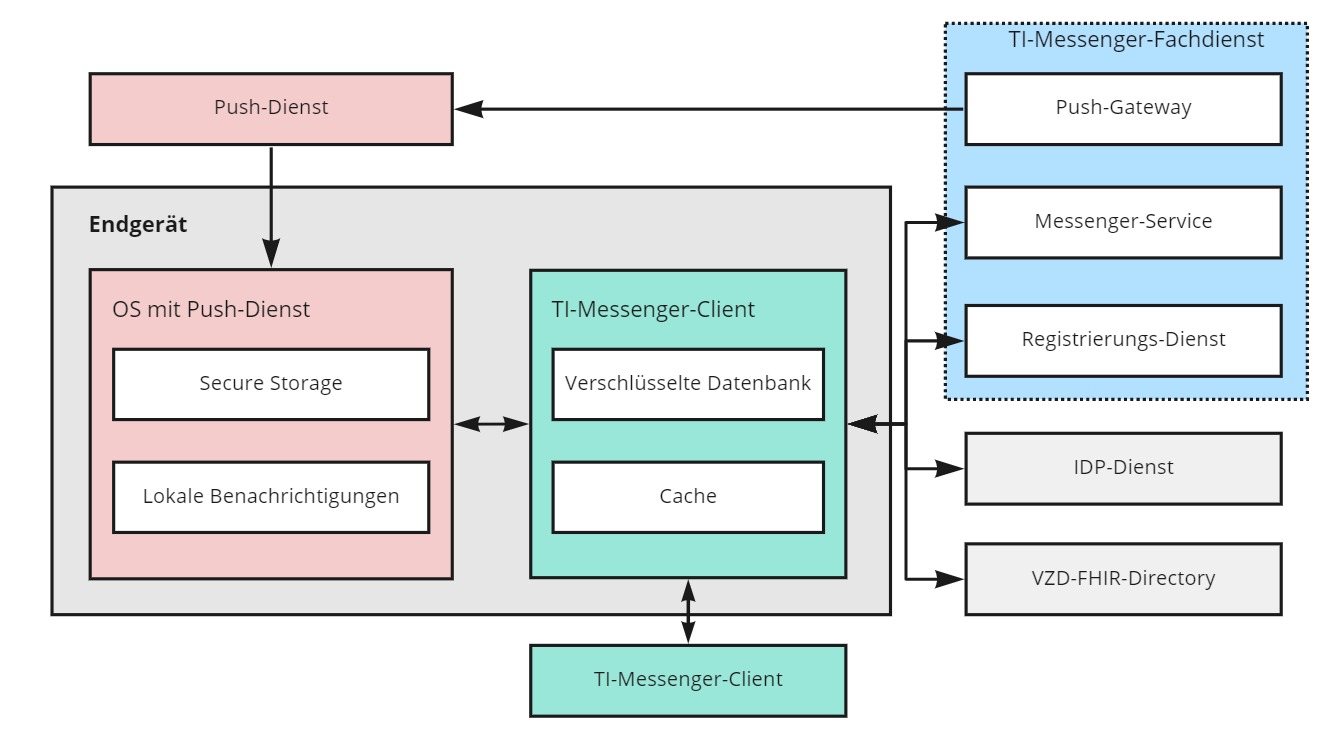 TI-Messenger-Fachdienst
Push-Dienst
Push-Gateway
Messenger-Service
Endgerät
OS mit Push-Dienst
TI-Messenger-Client
Registrierungs-Dienst
Secure Storage
Verschlüsselte Datenbank
IDP-Dienst
Lokale Benachrichtigungen
Cache
VZD-FHIR-Directory
TI-Messenger-Client